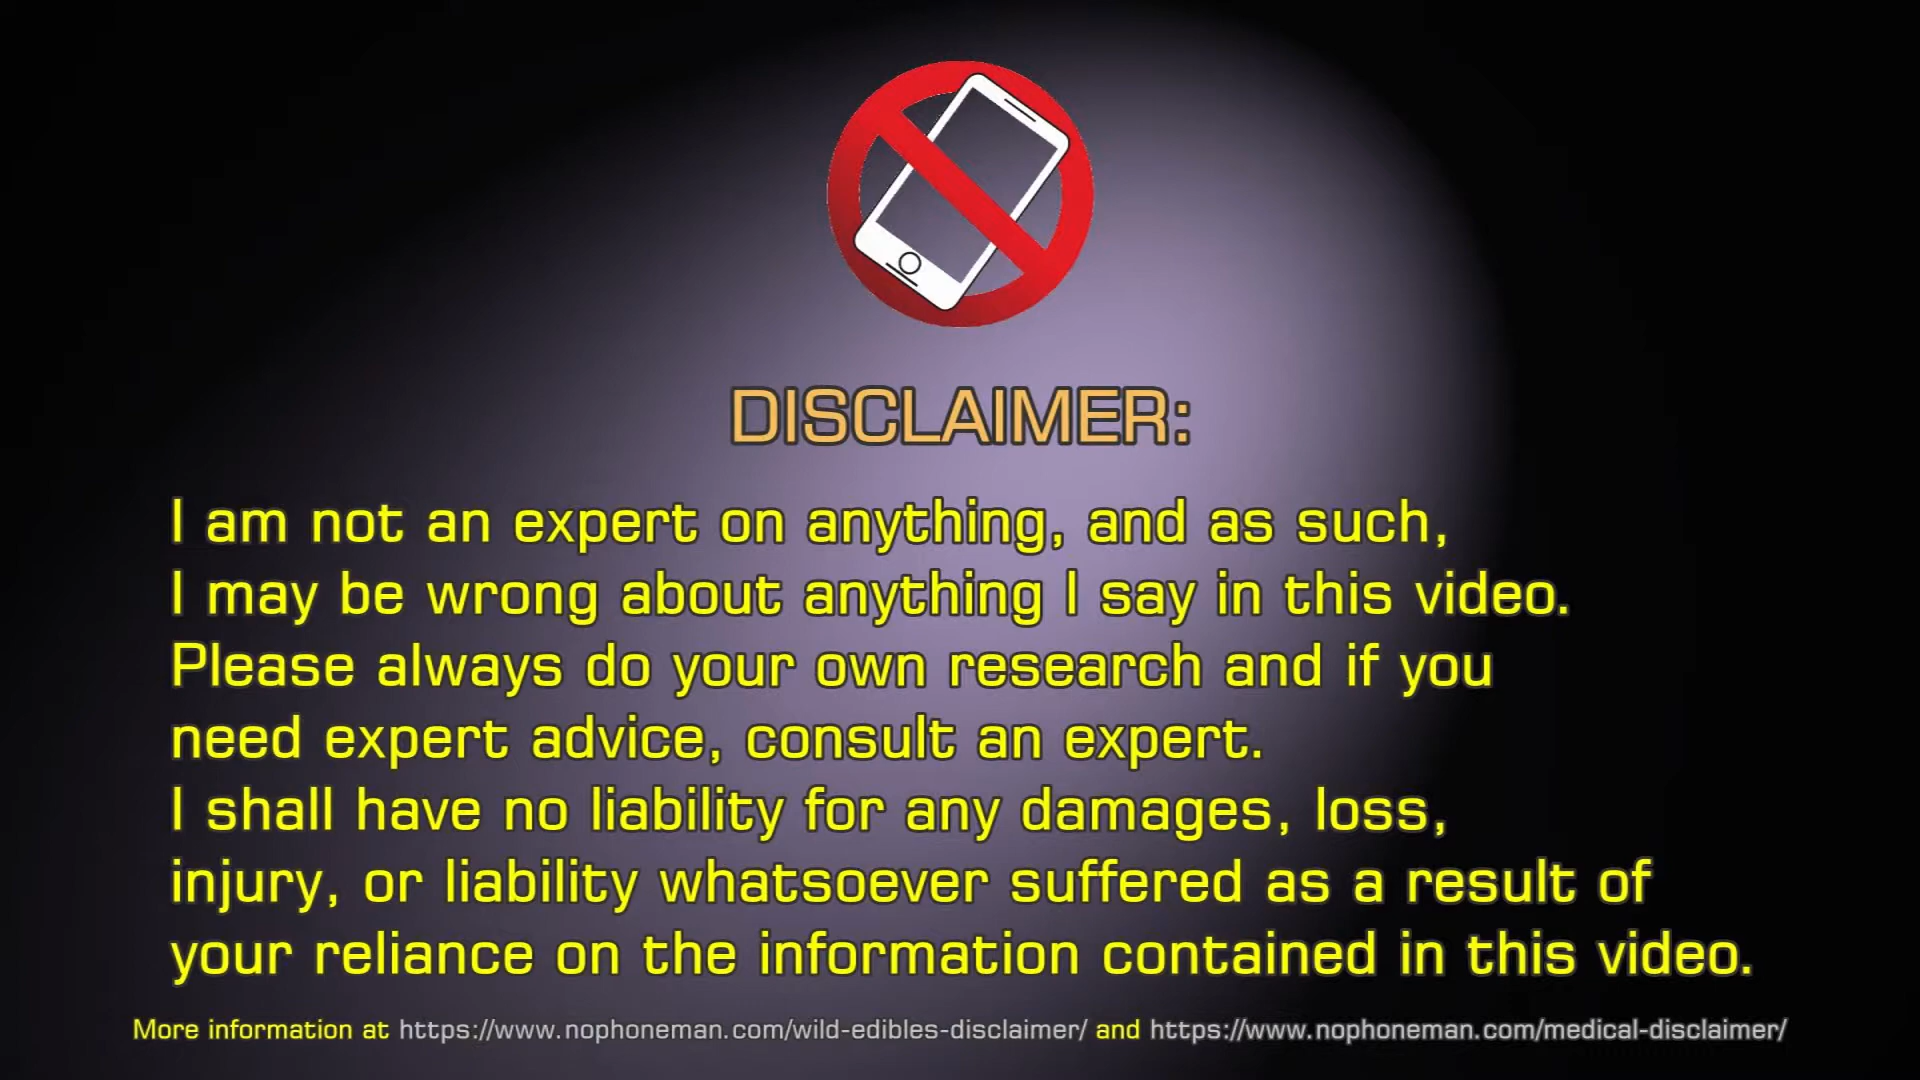 DISCLAIMER:
I am not an expert on anything, and as such,
I may be wrong about anything I say in this video.
Please always do your own research and if you
need expert advice, consult an expert.
I shall have no liability for any damages, loss,
injury, or liability whatsoever suffered as a result of
your reliance on the information contained in this video.
More information at https://www.nophoneman.com/wild-edibles-disclaimer/ and https://www.nophoneman.com/medical-disclaimer/